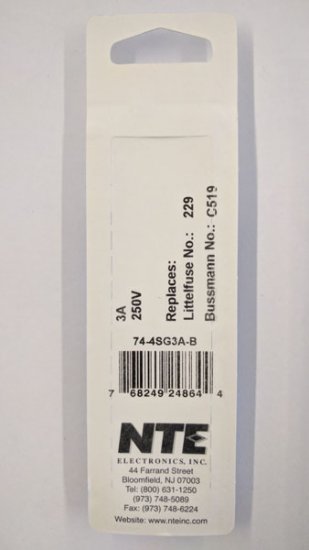 3A
250V
Replaces:
Littelfuse No.: 229
Bussmann No.: C519
74-4SG3A-B
7 68249 24864 4
NTE
ELECTRONICS, INC.
44 Farrand Street
Bloomfield, NJ 07003
Tel: (800) 631-1250
(973) 748-5089
Fax: (973) 748-6224
Website: www.nteinc.com